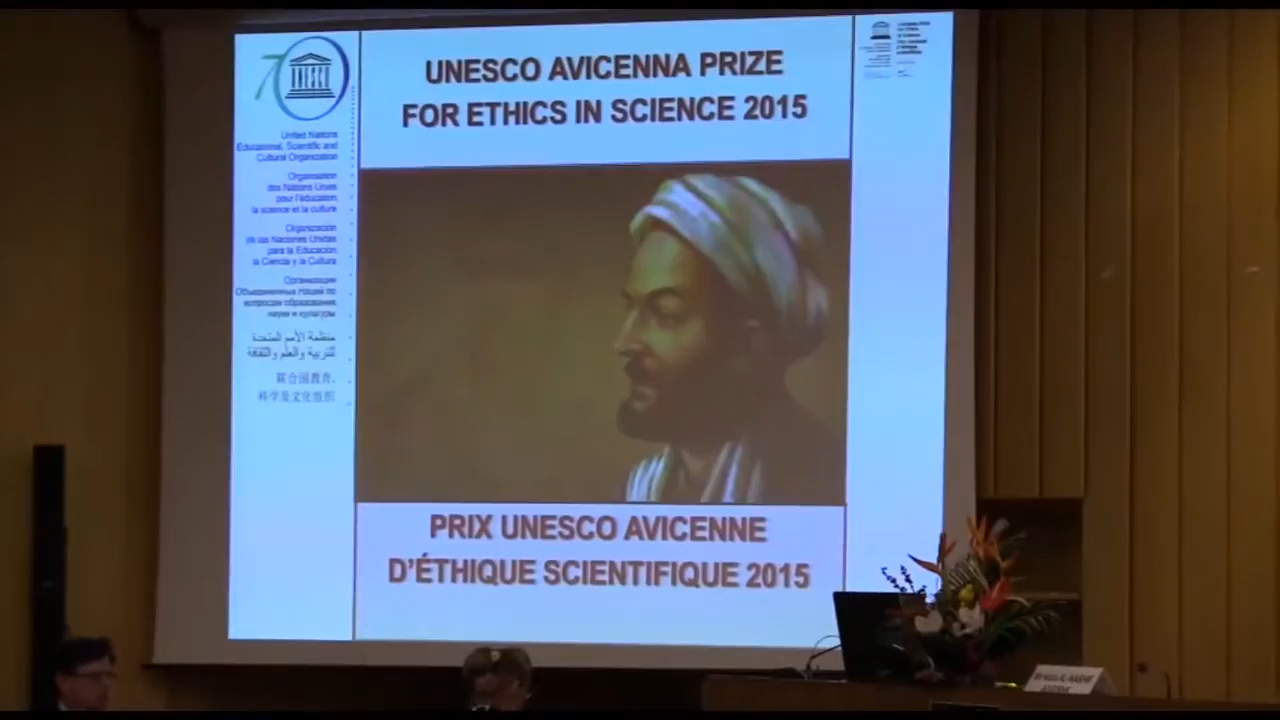 UNESCO AVICENNA PRIZE
FOR ETHICS IN SCIENCE 2015
7
UNESCO
United Nations
Educational, Scientific and
Cultural Organization
Organisation
des Nations Unies
pour l'éducation
la science et la culture
Organización
de las Naciones Unidas
para la Educación
la Ciencia y la Cultura
Организация
Объединенных Наций по
вопросам образования
науки и культуры
منظمة الأمم المتحدة
للتربية والعلم والثقافة
联合国教育,
科学及文化组织
PRIX UNESCO AVICENNE
D'ÉTHIQUE SCIENTIFIQUE 2015